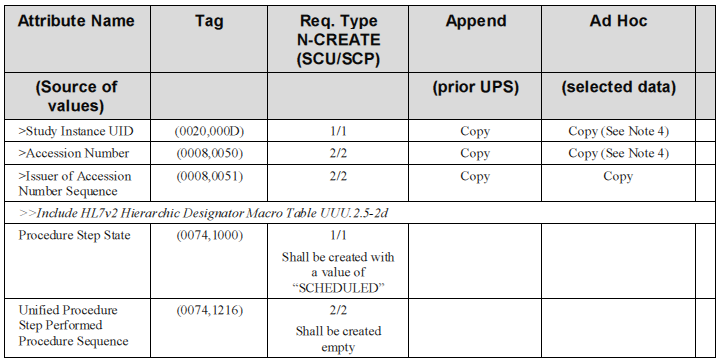 Attribute Name Tag Req. Type Append Ad Hoc
N-CREATE
(SCU/SCP)
(Source of (prior UPS) (selected data)
values)
>Study Instance UID (0020,000D) 1/1 Copy Copy (See Note 4)
>Accession Number (0008,0050) 2/2 Copy Copy (See Note 4)
>Issuer of Accession (0008,0051) 2/2 Copy Copy
Number Sequence
>>Include HL7v2 Hierarchic Designator Macro Table UUU.2.5-2d
Procedure Step State (0074,1000) 1/1
Shall be created with
a value of
“SCHEDULED”
Unified Procedure (0074,1216) 2/2
Step Performed Shall be created
Procedure Sequence empty